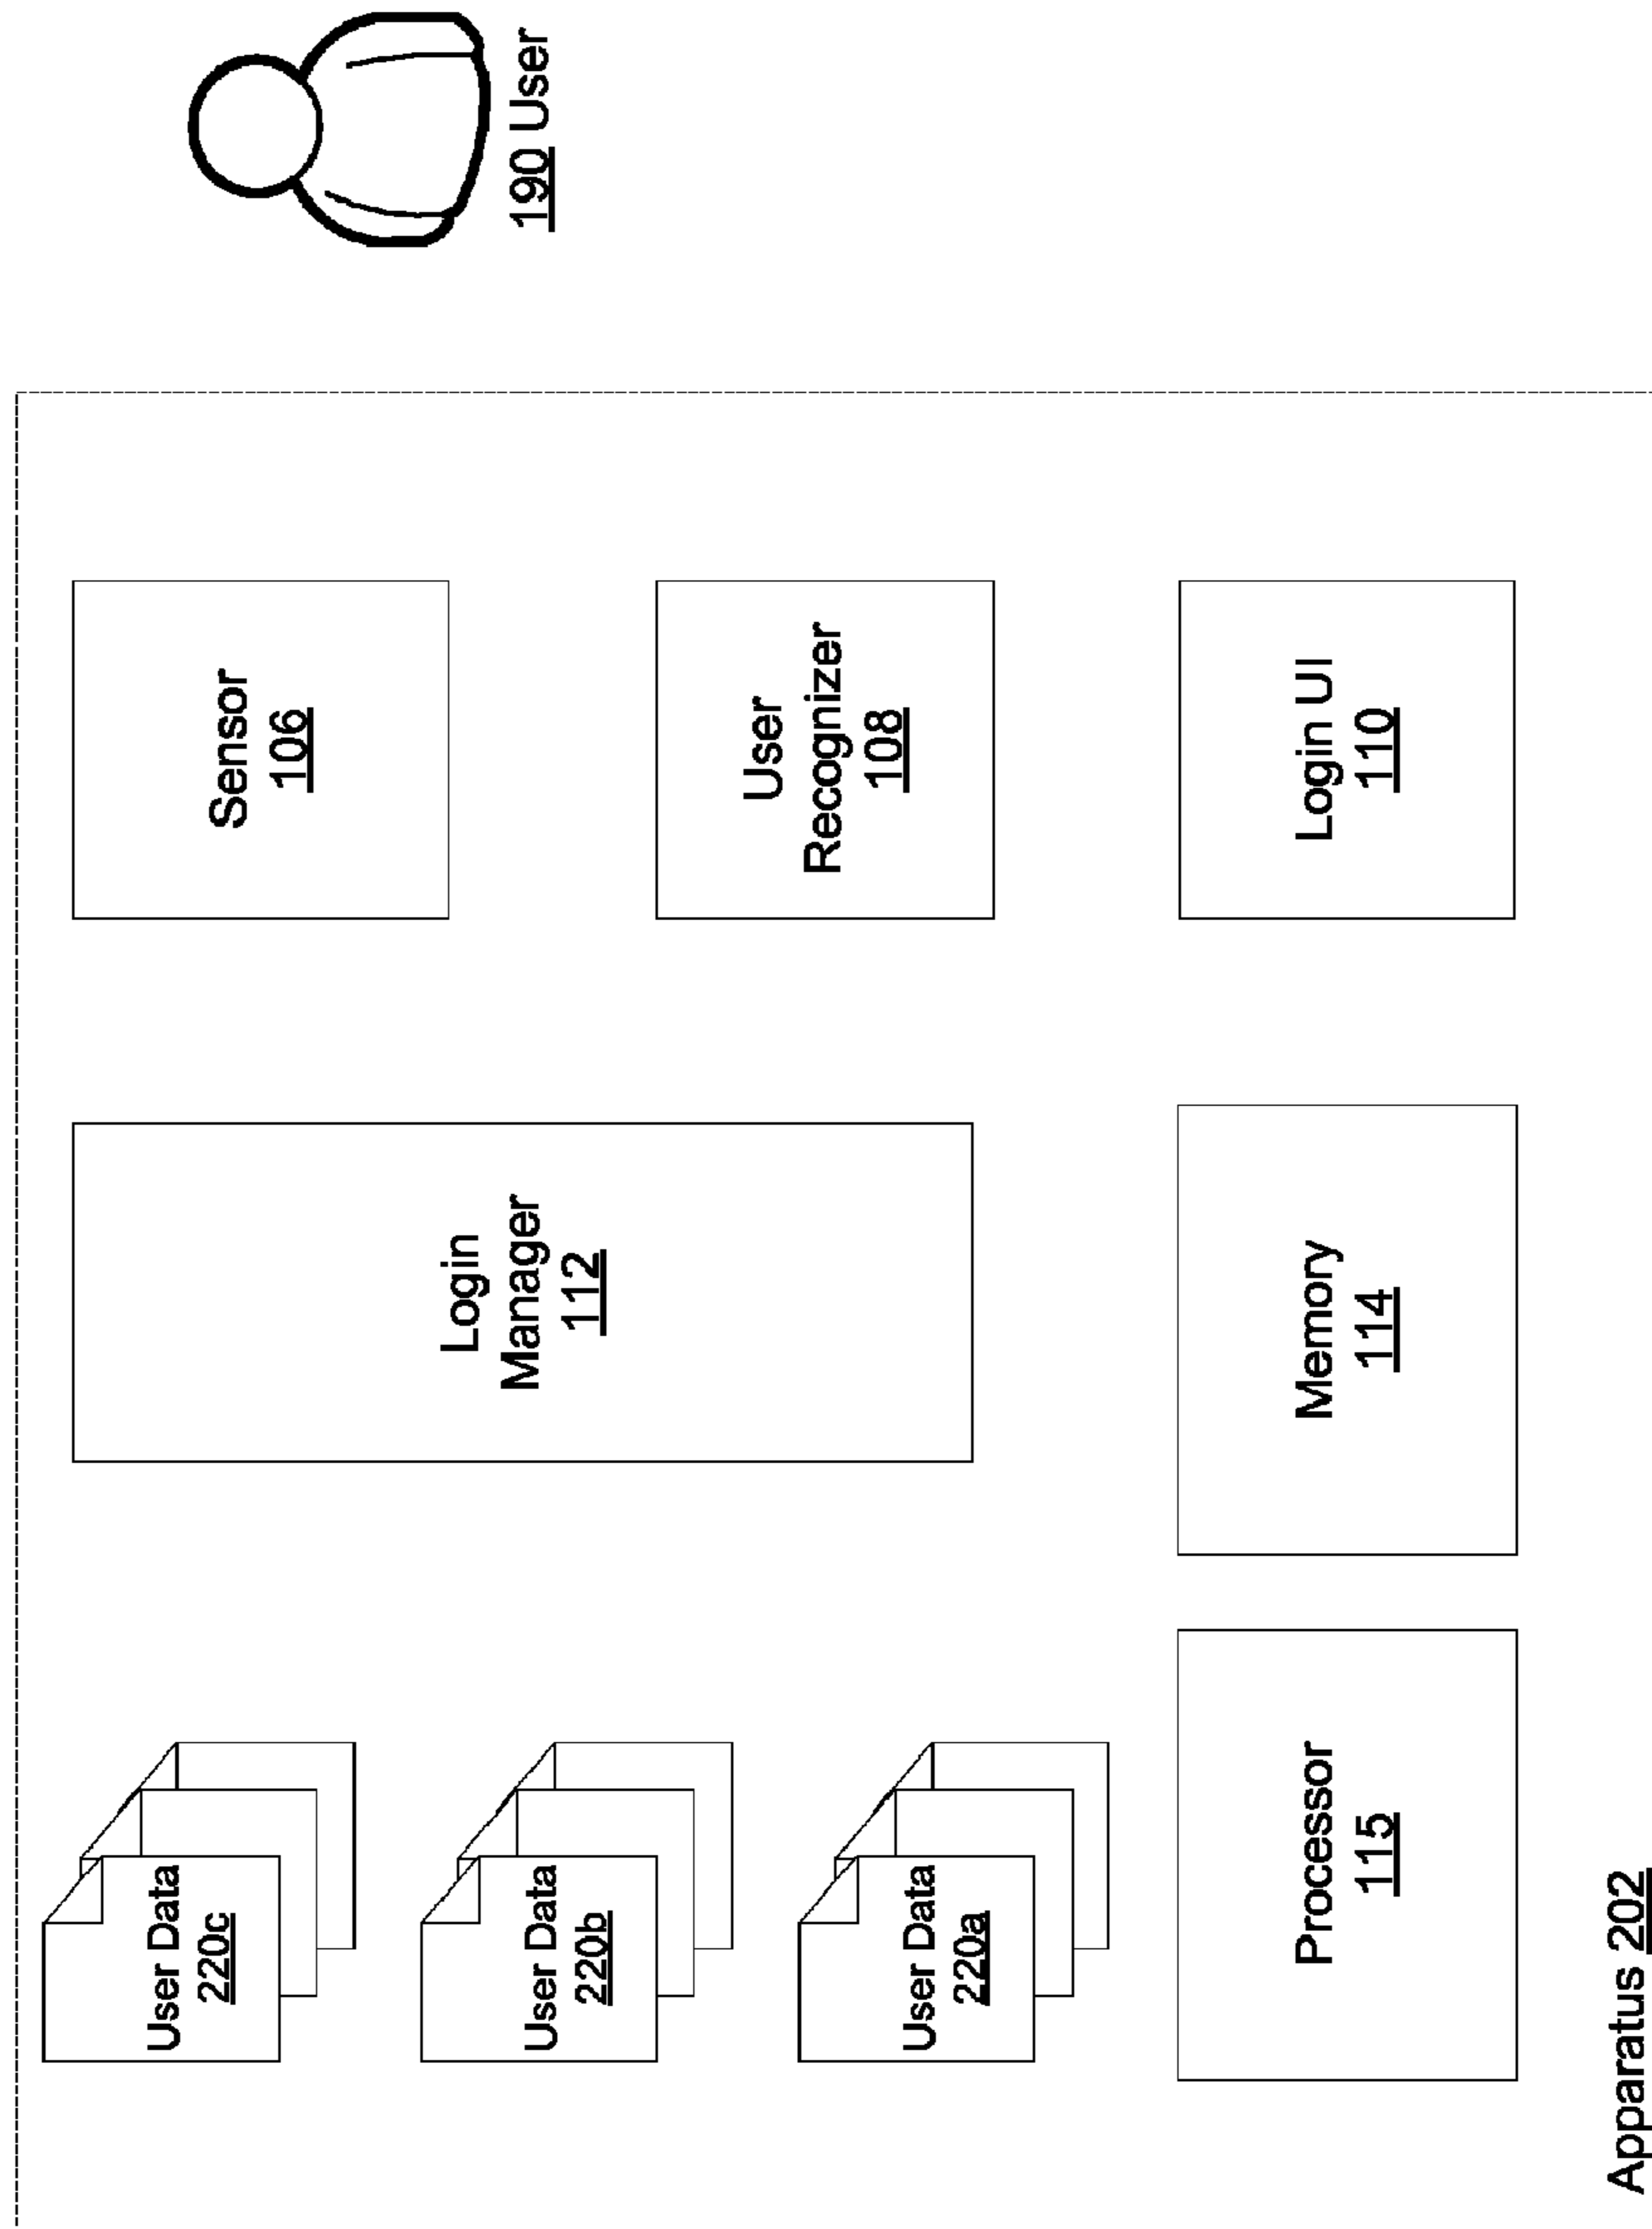 User Data
220c
Login
Manager
112
Sensor
106
190 User
User Data
220b
User
Recognizer
108
User Data
220a
Processor
115
Memory
114
Login UI
110
Apparatus 202